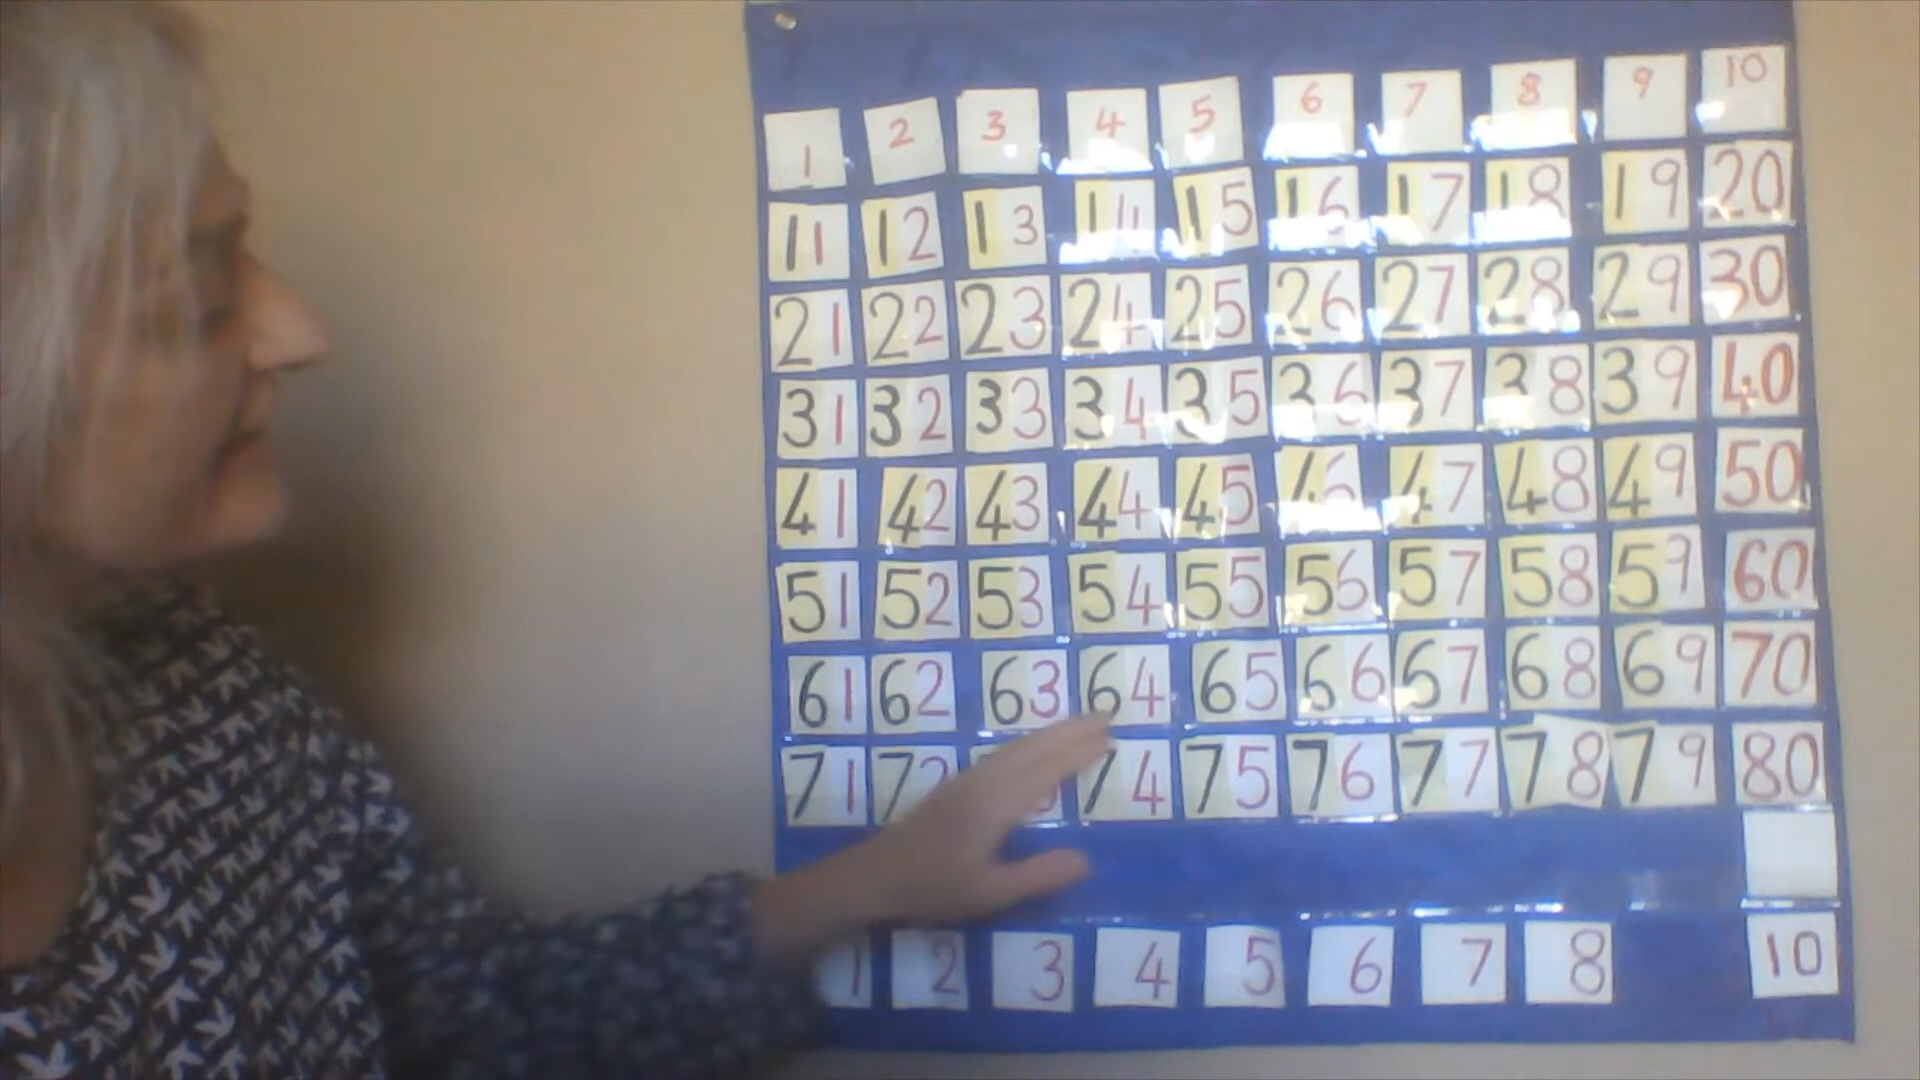 1 2 3 4 5 6 7 8 9 10
11 12 13 14 15 16 17 18 19 20
21 22 23 24 25 26 27 28 29 30
31 32 33 34 35 36 37 38 39 40
41 42 43 44 45 46 47 48 49 50
51 52 53 54 55 56 57 58 59 60
61 62 63 64 65 66 67 68 69 70
71 72 74 75 76 77 78 79 80
1 2 3 4 5 6 7 8 10